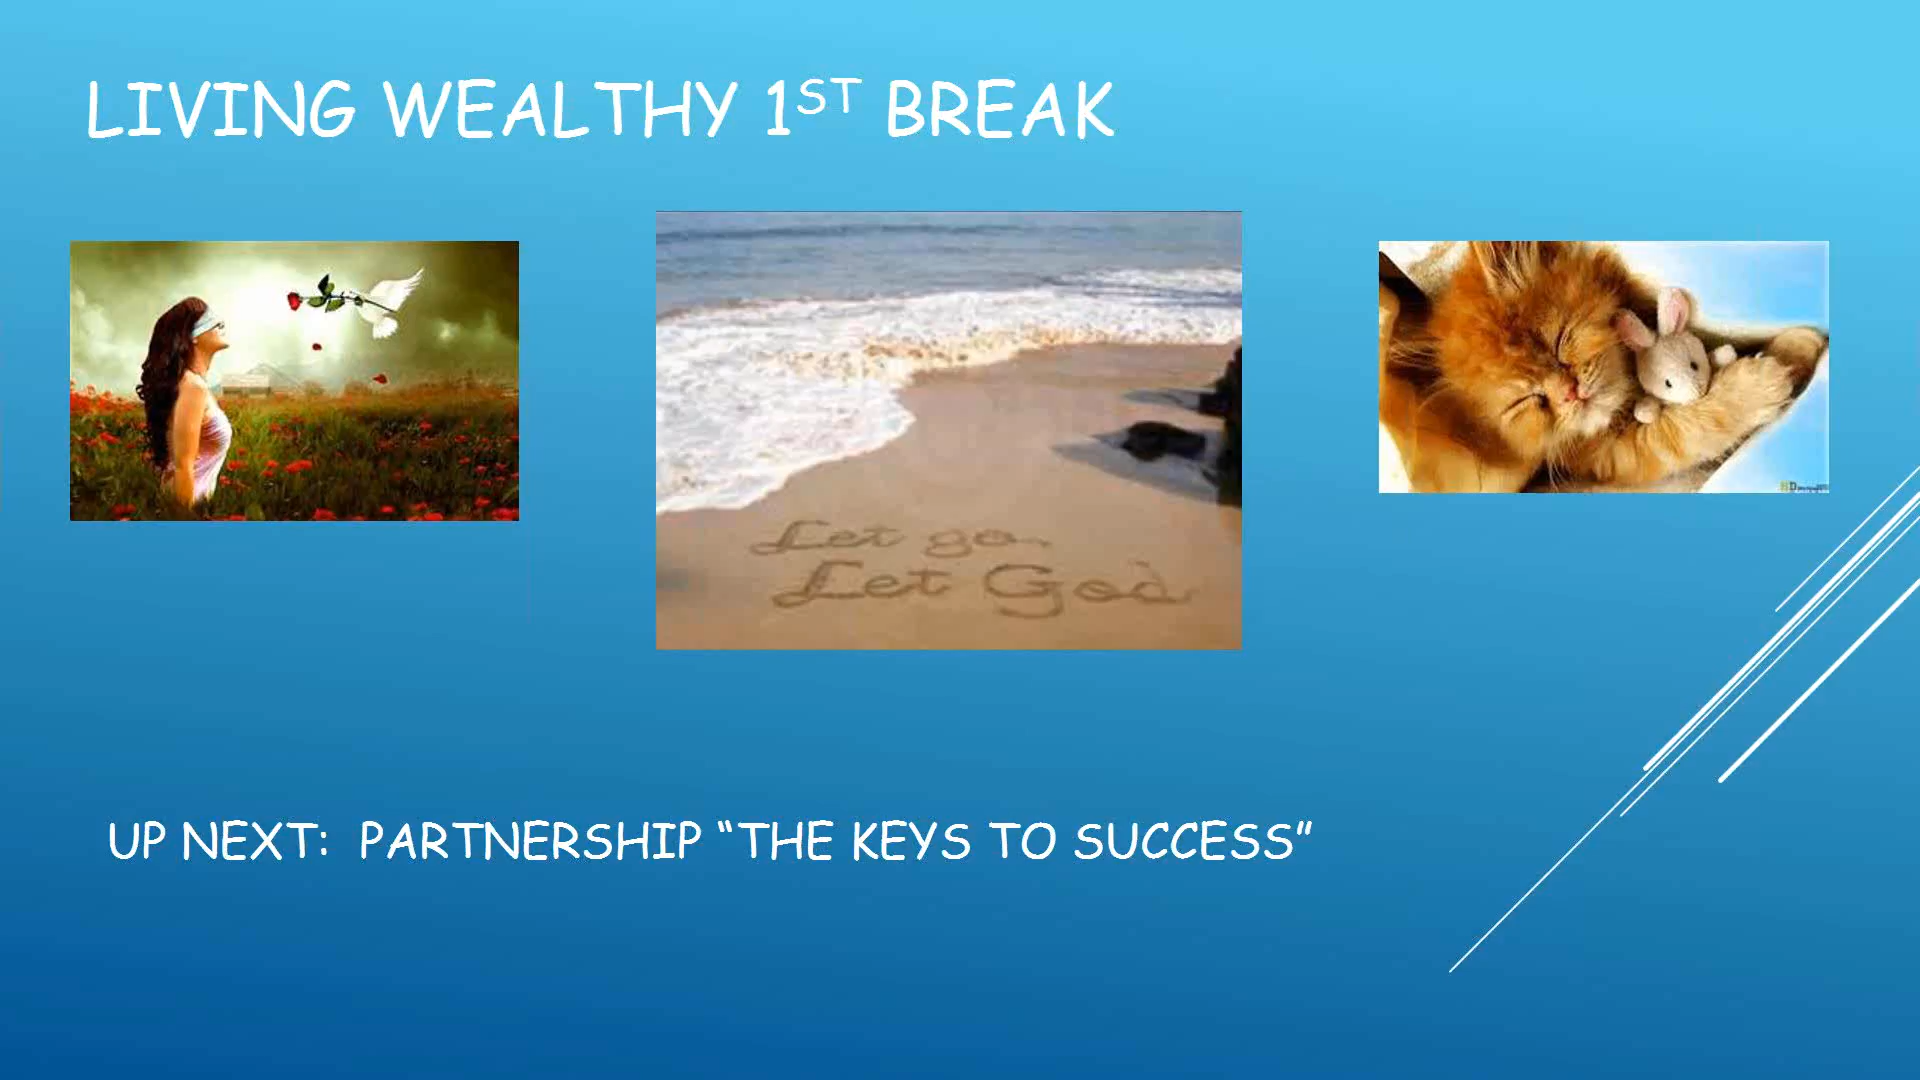 LIVING WEALTHY 1ST BREAK
Let go
Let God
UP NEXT: PARTNERSHIP “THE KEYS TO SUCCESS”